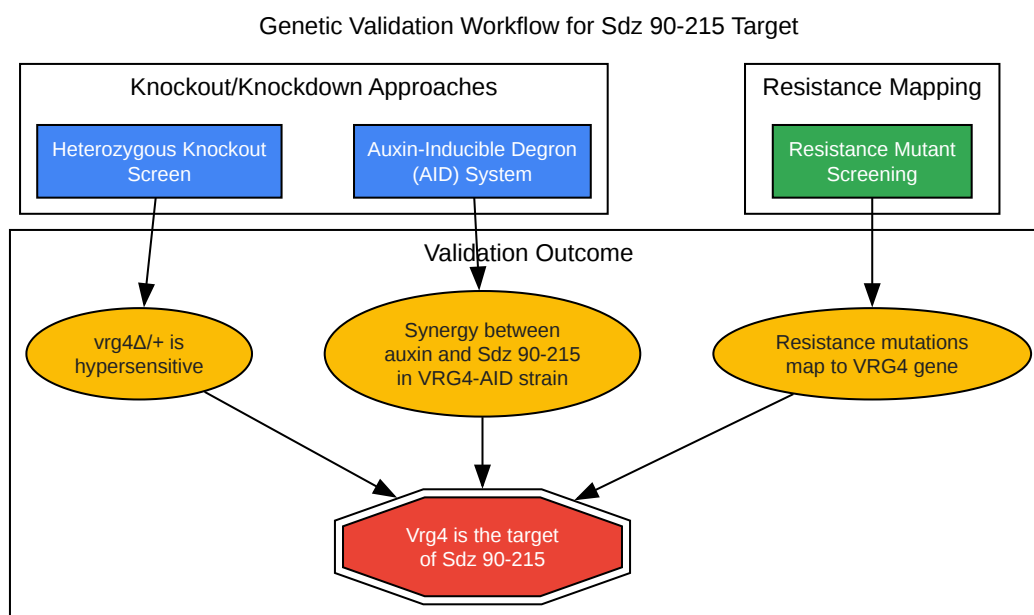 Genetic Validation Workflow for Sdz 90-215 Target
Knockout/Knockdown Approaches
Resistance Mapping
Heterozygous Knockout
Screen
Auxin-Inducible Degron
(AID) System
Resistance Mutant
Screening
Validation Outcome
vrg4Δ/+ is
hypersensitive
Synergy between
auxin and Sdz 90-215
in VRG4-AID strain
Resistance mutations
map to VRG4 gene
Vrg4 is the target
of Sdz 90-215